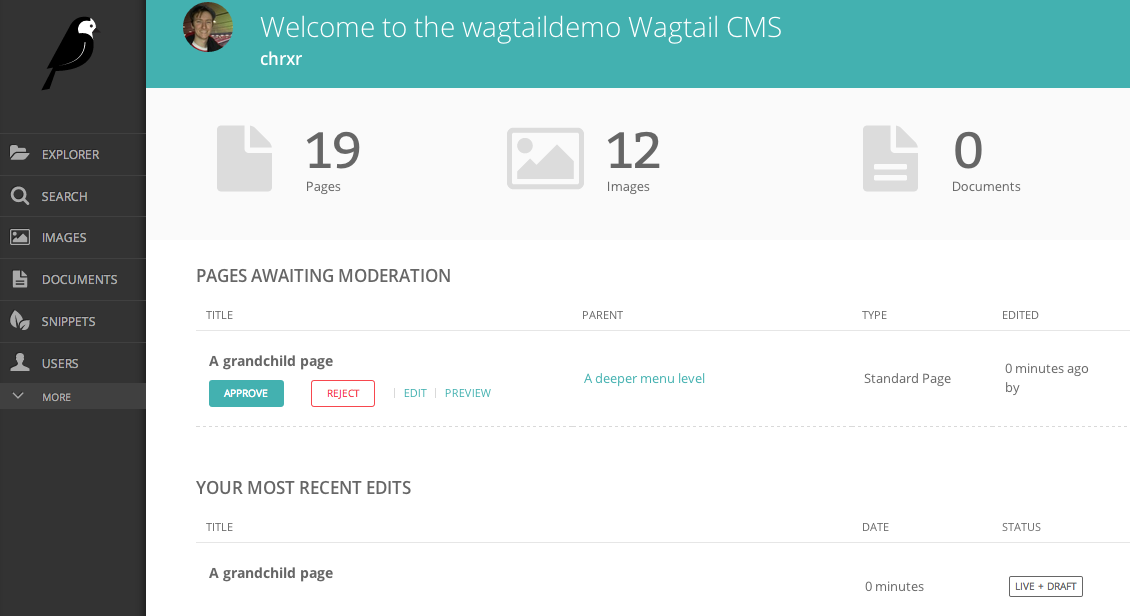 Welcome to the wagtaildemo Wagtail CMS
chrxr
EXPLORER
SEARCH
IMAGES
DOCUMENTS
SNIPPETS
USERS
MORE
19
Pages
12
Images
0
Documents
PAGES AWAITING MODERATION
TITLE PARENT TYPE EDITED
A grandchild page
APPROVE REJECT EDIT PREVIEW
A deeper menu level
Standard Page
0 minutes ago
by
YOUR MOST RECENT EDITS
TITLE DATE STATUS
A grandchild page
0 minutes
LIVE + DRAFT